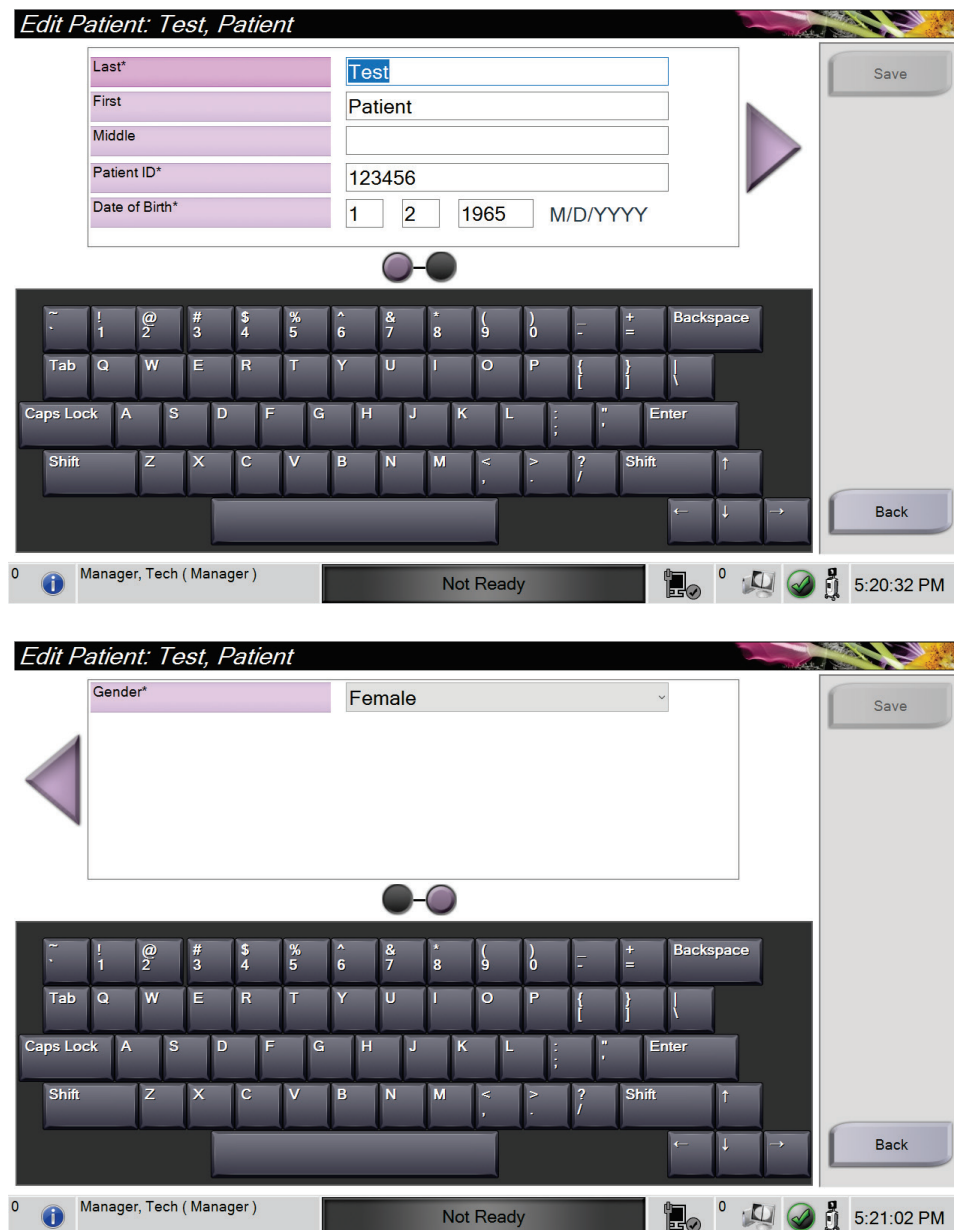 Edit Patient: Test, Patient
Last* Test
Save
First Patient
Middle
Patient ID* 123456
Date of Birth* 1 2 1965 M/D/YYYY
~ ! @ # $ % ^ & * ( ) _ + Backspace
` 1 2 3 4 5 6 7 8 9 0 - =
Tab Q W E R T Y U I O P { } |
[ ] \
Caps Lock A S D F G H J K L : " Enter
; '
Shift Z X C V B N M < > ? Shift ↑
, . /
← ↓ →
Back
0 Manager, Tech ( Manager ) Not Ready 0 5:20:32 PM
Edit Patient: Test, Patient
Gender* Female
Save
~ ! @ # $ % ^ & * ( ) _ + Backspace
` 1 2 3 4 5 6 7 8 9 0 - =
Tab Q W E R T Y U I O P { } |
[ ] \
Caps Lock A S D F G H J K L : " Enter
; '
Shift Z X C V B N M < > ? Shift ↑
, . /
← ↓ →
Back
0 Manager, Tech ( Manager ) Not Ready 0 5:21:02 PM